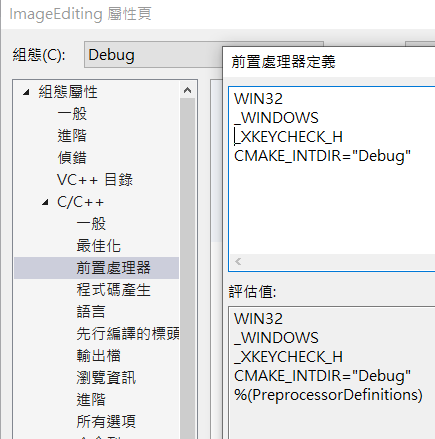 ImageEditing 屬性頁
組態(C):
Debug
組態屬性
一般
進階
偵錯
VC++ 目錄
C/C++
一般
最佳化
前置處理器
程式碼產生
語言
先行編譯的標頭
輸出檔
瀏覽資訊
進階
所有選項
前置處理器定義
WIN32
_WINDOWS
_XKEYCHECK_H
CMAKE_INTDIR="Debug"
評估值:
WIN32
_WINDOWS
_XKEYCHECK_H
CMAKE_INTDIR="Debug"
%(PreprocessorDefinitions)